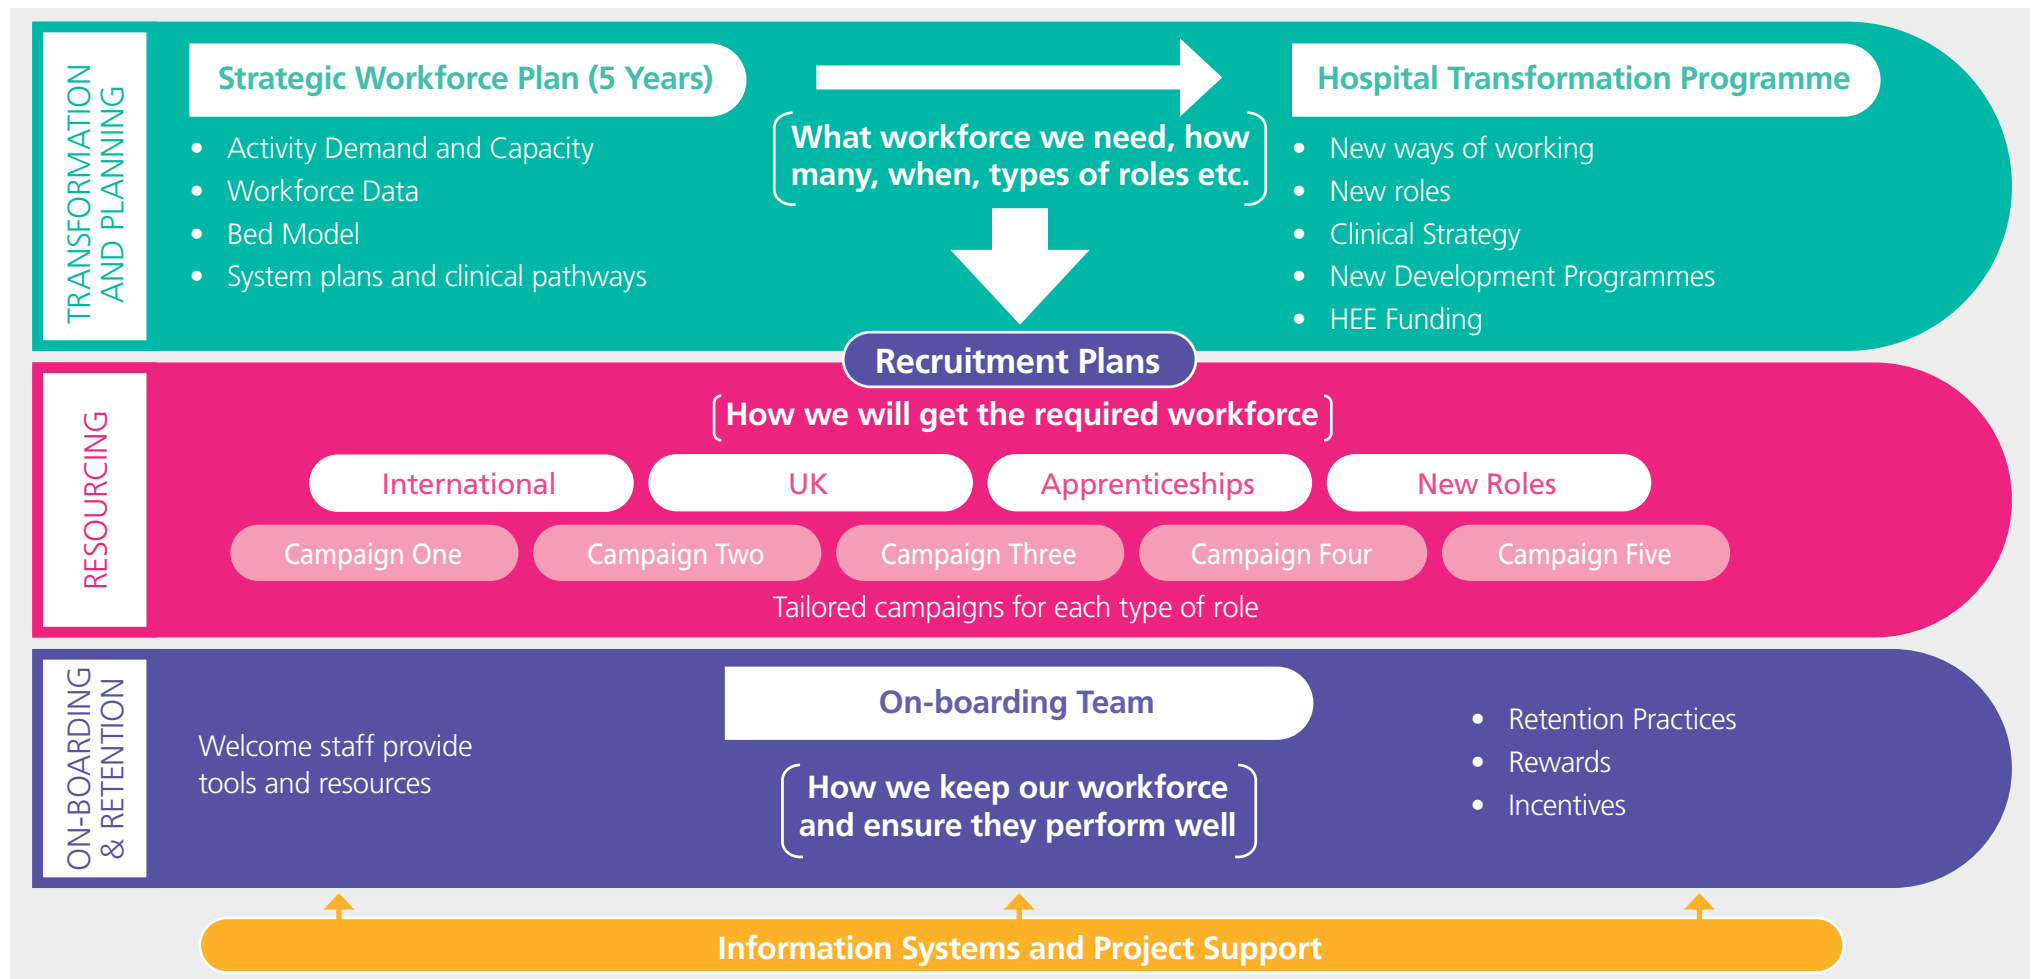 TRANSFORMATION
AND PLANNING
Strategic Workforce Plan (5 Years)
• Activity Demand and Capacity
• Workforce Data
• Bed Model
• System plans and clinical pathways
What workforce we need, how
many, when, types of roles etc.
Hospital Transformation Programme
• New ways of working
• New roles
• Clinical Strategy
• New Development Programmes
• HEE Funding
Recruitment Plans
RESOURCING
How we will get the required workforce
International
UK
Apprenticeships
New Roles
Campaign One
Campaign Two
Campaign Three
Campaign Four
Campaign Five
Tailored campaigns for each type of role
ON-BOARDING
& RETENTION
Welcome staff provide
tools and resources
On-boarding Team
How we keep our workforce
and ensure they perform well
• Retention Practices
• Rewards
• Incentives
Information Systems and Project Support